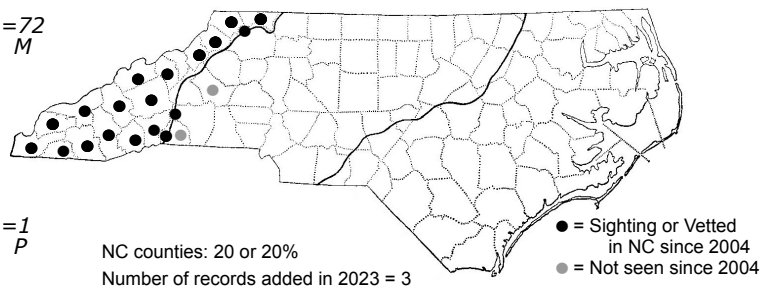 =72
M
=1
P
NC counties: 20 or 20%
Number of records added in 2023 = 3
= Sighting or Vetted
in NC since 2004
= Not seen since 2004